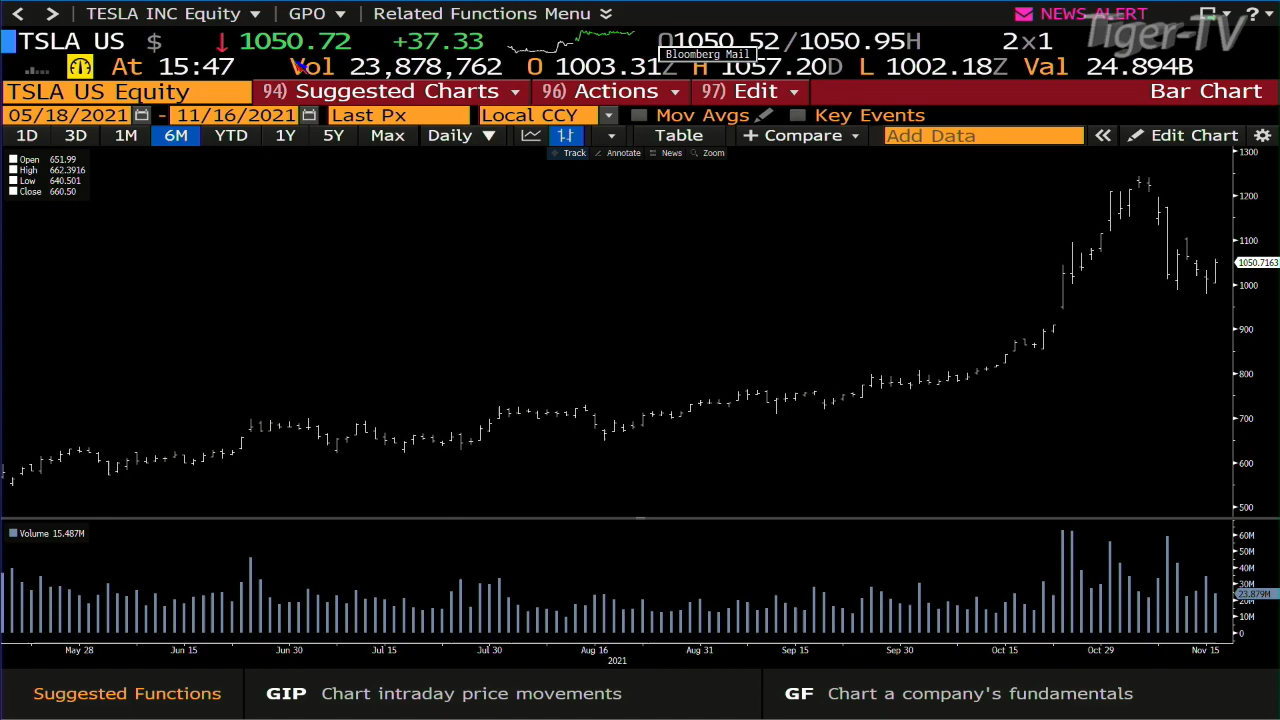 TESLA INC Equity GPO Related Functions Menu NEWS ALERT ?
TSLA US $ 1050.72 +37.33 1050.52/1050.95H 2×1 Tiger-TV
Bloomberg Mail
At 15:47 Vol 23,878,762 O 1003.31Z H 1057.20D L 1002.18Z Val 24.894B
TSLA US Equity 94) Suggested Charts 96) Actions 97) Edit Bar Chart
05/18/2021 - 11/16/2021 Last Px Local CCY Mov Avgs Key Events
1D 3D 1M 6M YTD 1Y 5Y Max Daily Table + Compare Add Data Edit Chart
Track Annotate News Zoom
Open 651.99
High 662.3916
Low 640.501
Close 660.50
1300
1200
1100
1050.7163
1000
900
800
700
600
500
Volume 15.487M
60M
50M
40M
30M
23.879M
20M
10M
0
May 28 Jun 15 Jun 30 Jul 15 Jul 30 Aug 16 Aug 31 Sep 15 Sep 30 Oct 15 Oct 29 Nov 15
2021
Suggested Functions GIP Chart intraday price movements GF Chart a company's fundamentals